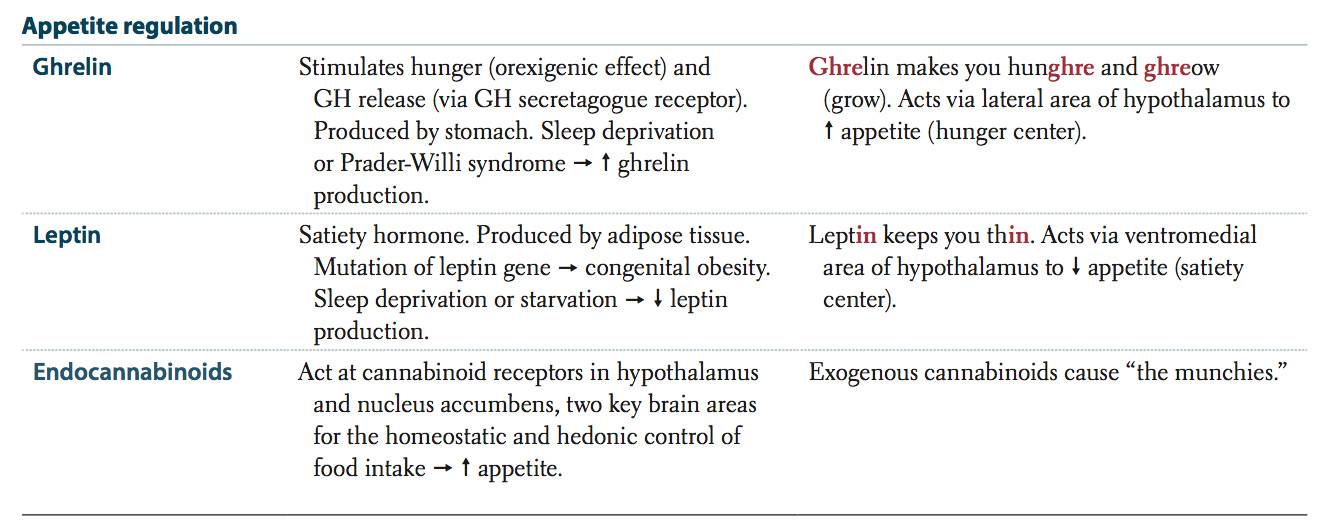 Appetite regulation
Ghrelin
Stimulates hunger (orexigenic effect) and
GH release (via GH secretagogue receptor).
Produced by stomach. Sleep deprivation
or Prader-Willi syndrome → ↑ ghrelin
production.
Ghrelin makes you hunghre and ghreow
(grow). Acts via lateral area of hypothalamus to
↑ appetite (hunger center).
Leptin
Satiety hormone. Produced by adipose tissue.
Mutation of leptin gene → congenital obesity.
Sleep deprivation or starvation → ↓ leptin
production.
Leptin keeps you thin. Acts via ventromedial
area of hypothalamus to ↓ appetite (satiety
center).
Endocannabinoids
Act at cannabinoid receptors in hypothalamus
and nucleus accumbens, two key brain areas
for the homeostatic and hedonic control of
food intake → ↑ appetite.
Exogenous cannabinoids cause “the munchies.”